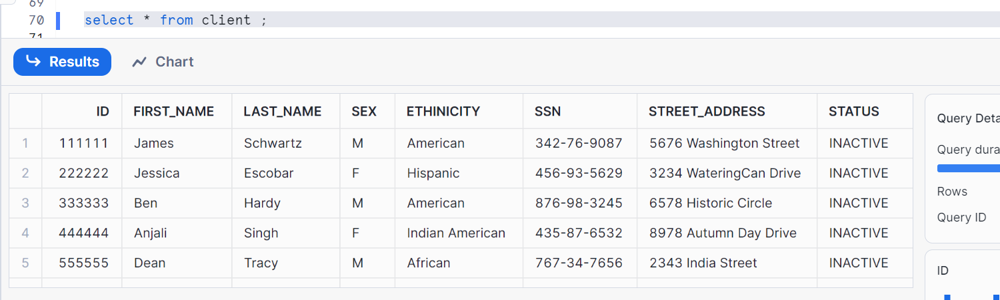 69
70 select * from client ;
71
Results Chart
ID FIRST_NAME LAST_NAME SEX ETHINICITY SSN STREET_ADDRESS STATUS
1 111111 James Schwartz M American 342-76-9087 5676 Washington Street INACTIVE
2 222222 Jessica Escobar F Hispanic 456-93-5629 3234 WateringCan Drive INACTIVE
3 333333 Ben Hardy M American 876-98-3245 6578 Historic Circle INACTIVE
4 444444 Anjali Singh F Indian American 435-87-6532 8978 Autumn Day Drive INACTIVE
5 555555 Dean Tracy M African 767-34-7656 2343 India Street INACTIVE
Query Deta
Query dura
Rows
Query ID
ID